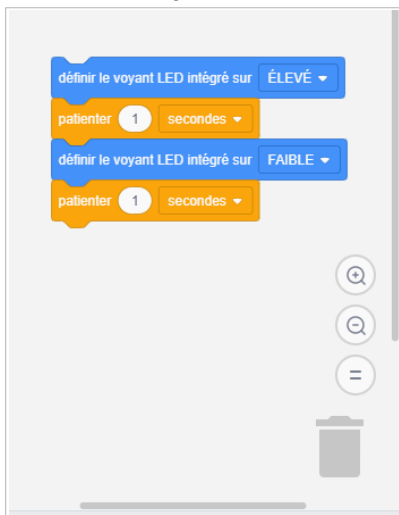 définir le voyant LED intégré sur ÉLEVÉ
patienter 1 secondes
définir le voyant LED intégré sur FAIBLE
patienter 1 secondes